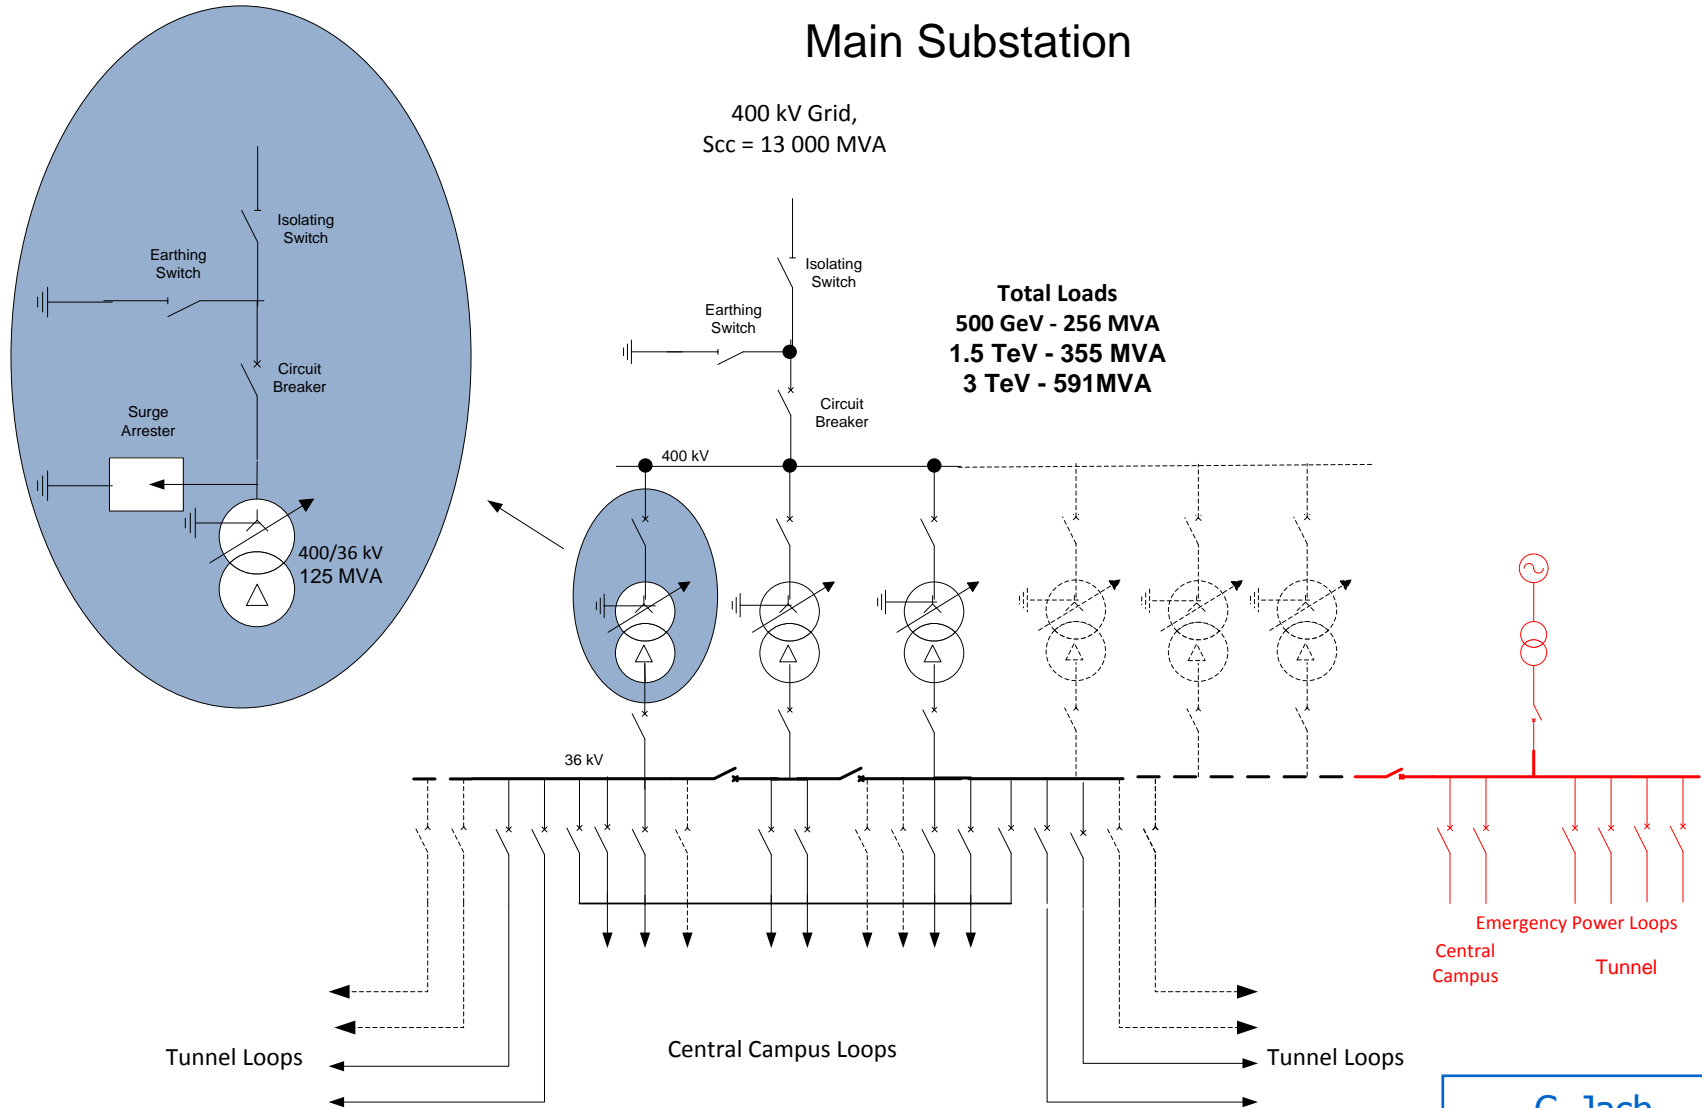 Main Substation
400 kV Grid,
Scc = 13 000 MVA
Isolating
Switch
Earthing
Switch
Circuit
Breaker
Surge
Arrester
400/36 kV
125 MVA
Isolating
Switch
Earthing
Switch
Circuit
Breaker
Total Loads
500 GeV - 256 MVA
1.5 TeV - 355 MVA
3 TeV - 591MVA
400 kV
36 kV
Emergency Power Loops
Central
Campus
Tunnel
Tunnel Loops
Central Campus Loops
Tunnel Loops
C. Jach